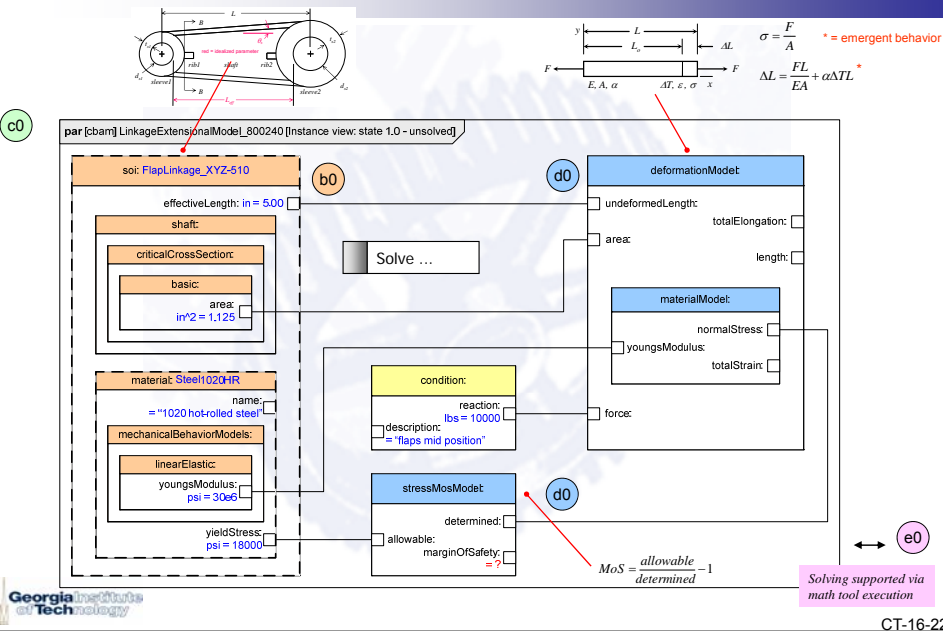 L
B
red = idealized parameter
rib1
shaft
rib2
B
sleeve1
sleeve2
y
L
L
ΔL
F
F
E, A, α
ΔT, ε, σ
x
σ = F/A
* = emergent behavior
ΔL = FL/EA + αΔTL *
c0
par [cbam] LinkageExtensionalModel_800240 [Instance view: state 1.0 - unsolved]
soi: FlapLinkage_XYZ-510
b0
d0
deformationModel:
effectiveLength: in = 5.00
undeformedLength:
shaft:
totalElongation:
area:
criticalCrossSection:
Solve ...
length:
basic:
area:
in^2 = 1.125
materialModel:
normalStress:
youngsModulus:
totalStrain:
material: Steel1020HR
condition:
name:
= "1020 hot-rolled steel"
reaction:
lbs = 10000
force:
description:
= "flaps mid position"
mechanicalBehaviorModels:
linearElastic:
youngsModulus:
psi = 30e6
stressMosModel:
d0
determined:
yieldStress:
psi = 18000
allowable:
marginOfSafety:
= ?
MoS = allowable/determined - 1
e0
Solving supported via
math tool execution
Georgia Institute
of Technology
CT-16-22